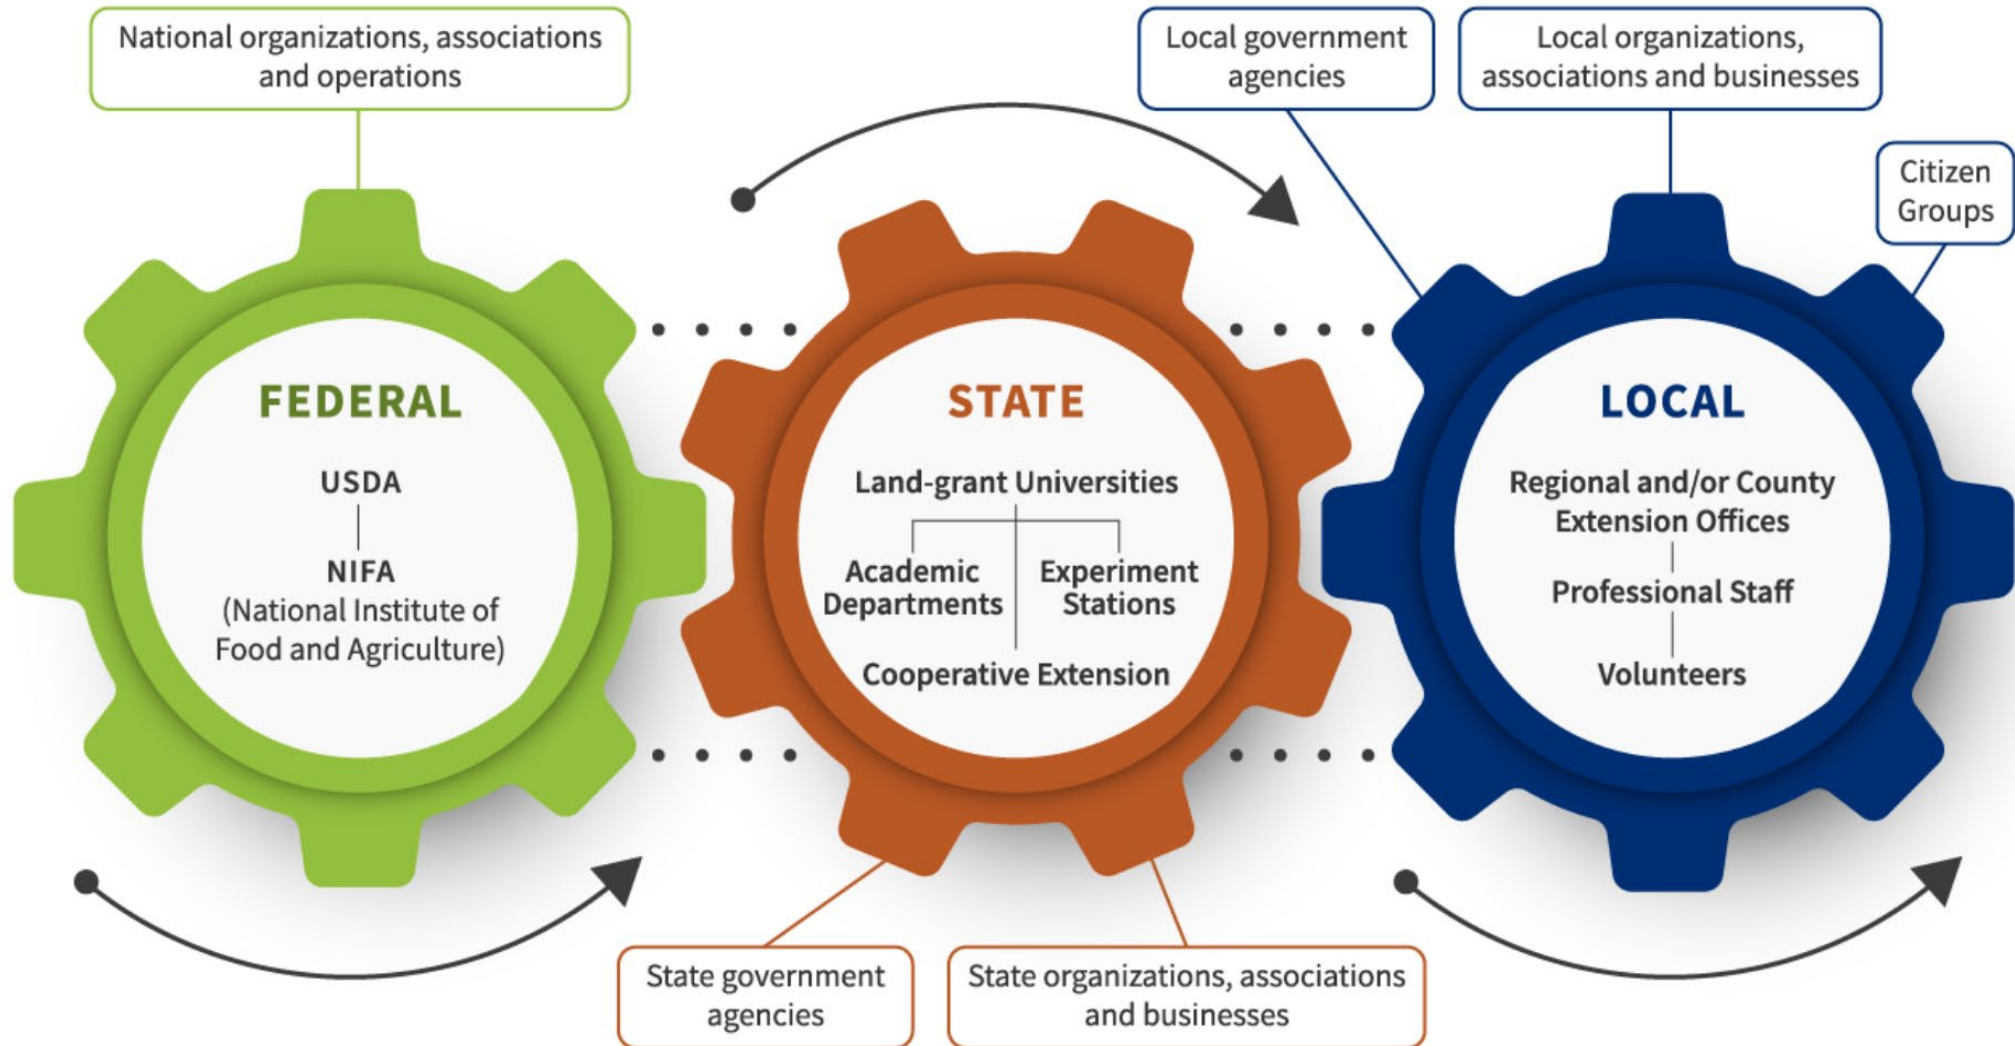 National organizations, associations
and operations
Local government
agencies
Local organizations,
associations and businesses
Citizen
Groups
FEDERAL
USDA
NIFA
(National Institute of
Food and Agriculture)
STATE
Land-grant Universities
Academic
Departments
Experiment
Stations
Cooperative Extension
LOCAL
Regional and/or County
Extension Offices
Professional Staff
Volunteers
State government
agencies
State organizations, associations
and businesses